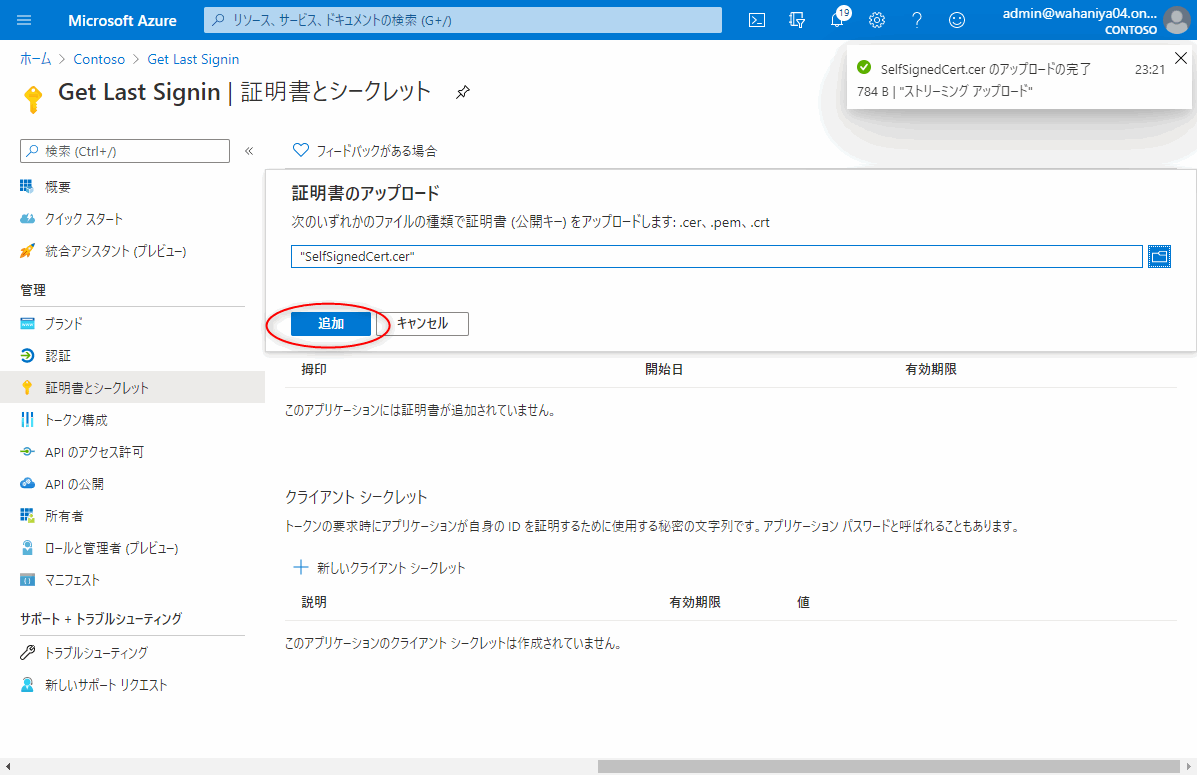 Microsoft Azure
リソース、サービス、ドキュメントの検索 (G+/)
19
admin@wahaniya04.on...
CONTOSO
ホーム > Contoso > Get Last Signin
Get Last Signin | 証明書とシークレット
SelfSignedCert.cer のアップロードの完了 23:21
784 B | "ストリーミング アップロード"
検索 (Ctrl+/)
«
概要
クイック スタート
統合アシスタント (プレビュー)
管理
ブランド
認証
証明書とシークレット
トークン構成
API のアクセス許可
API の公開
所有者
ロールと管理者 (プレビュー)
マニフェスト
サポート + トラブルシューティング
トラブルシューティング
新しいサポート リクエスト
フィードバックがある場合
証明書のアップロード
次のいずれかのファイルの種類で証明書 (公開キー) をアップロードします: .cer、.pem、.crt
"SelfSignedCert.cer"
追加 キャンセル
拇印 開始日 有効期限
このアプリケーションには証明書が追加されていません。
クライアント シークレット
トークンの要求時にアプリケーションが自身の ID を証明するために使用する秘密の文字列です。アプリケーション パスワードと呼ばれることもあります。
新しいクライアント シークレット
説明 有効期限 値
このアプリケーションのクライアント シークレットは作成されていません。